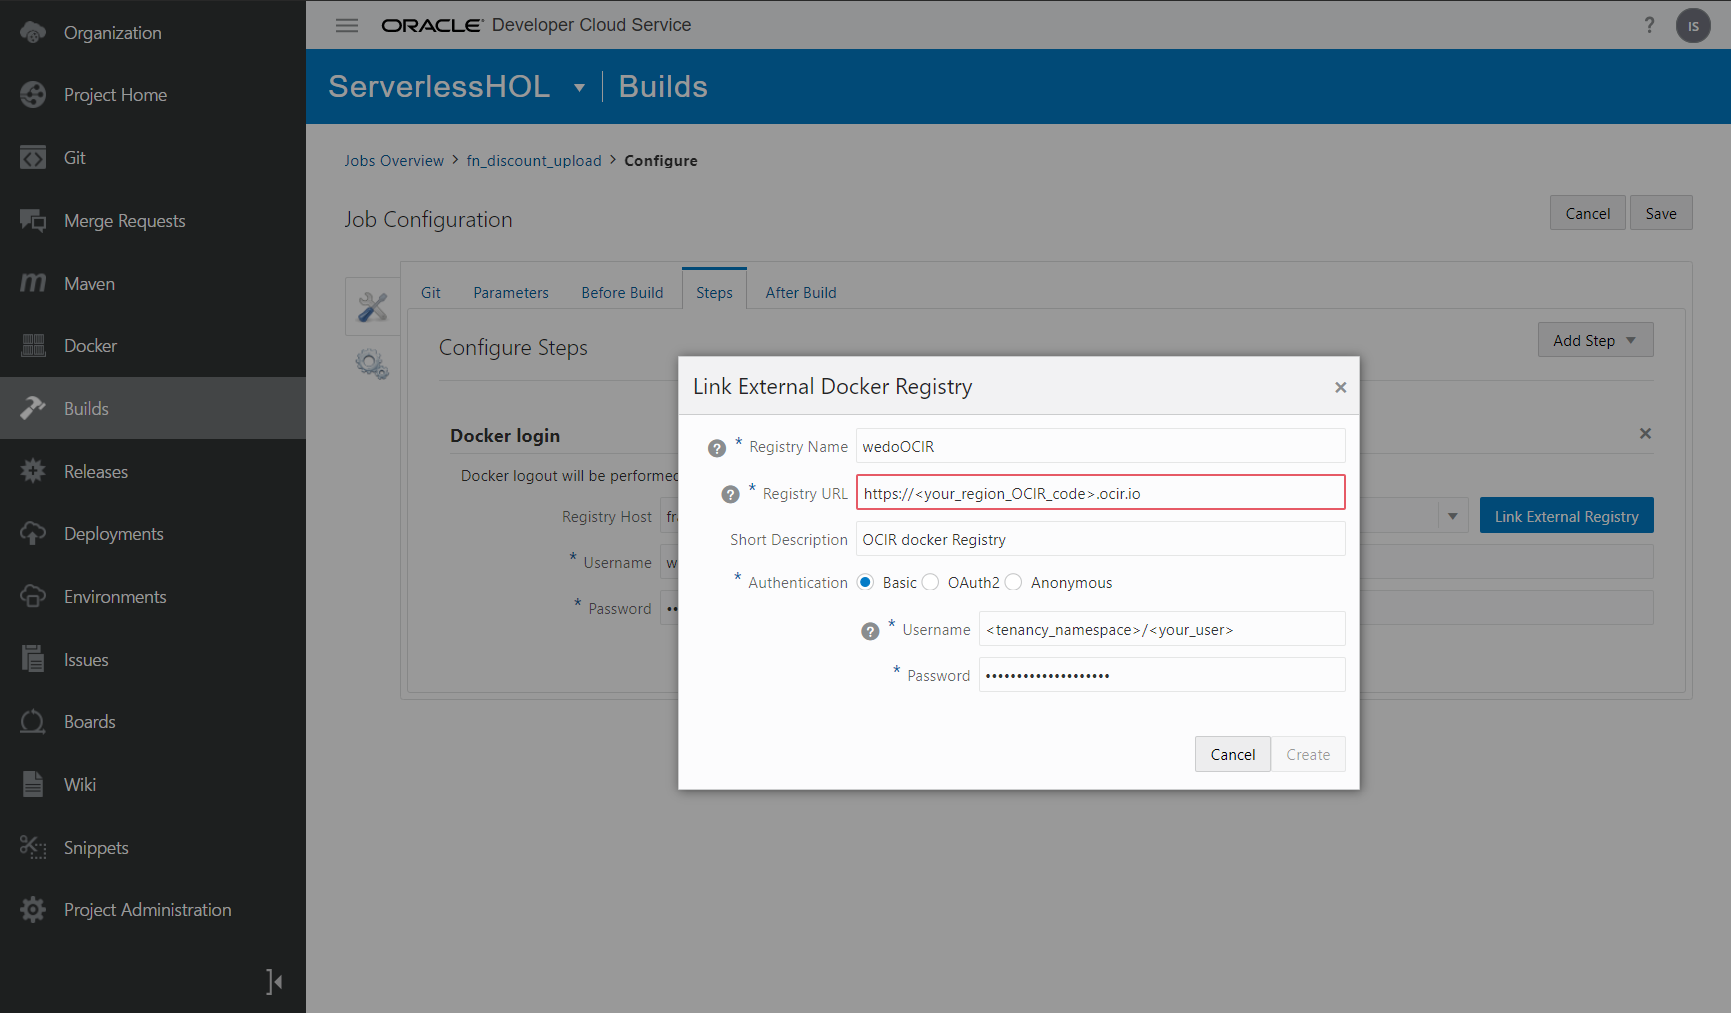 Organization
Project Home
Git
Merge Requests
Maven
Docker
Builds
Releases
Deployments
Environments
Issues
Boards
Wiki
Snippets
Project Administration
ORACLE Developer Cloud Service
? IS
ServerlessHOL Builds
Jobs Overview > fn_discount_upload > Configure
Job Configuration
Cancel Save
Git Parameters Before Build Steps After Build
Configure Steps
Add Step
Docker login
Docker logout will be performed
Registry Host
Link External Registry
* Username
* Password ••
Link External Docker Registry ×
? * Registry Name wedoOCIR
? * Registry URL https://<your_region_OCIR_code>.ocir.io
Short Description OCIR docker Registry
* Authentication Basic OAuth2 Anonymous
? * Username <tenancy_namespace>/<your_user>
* Password ••••••••••••••••••••
Cancel Create